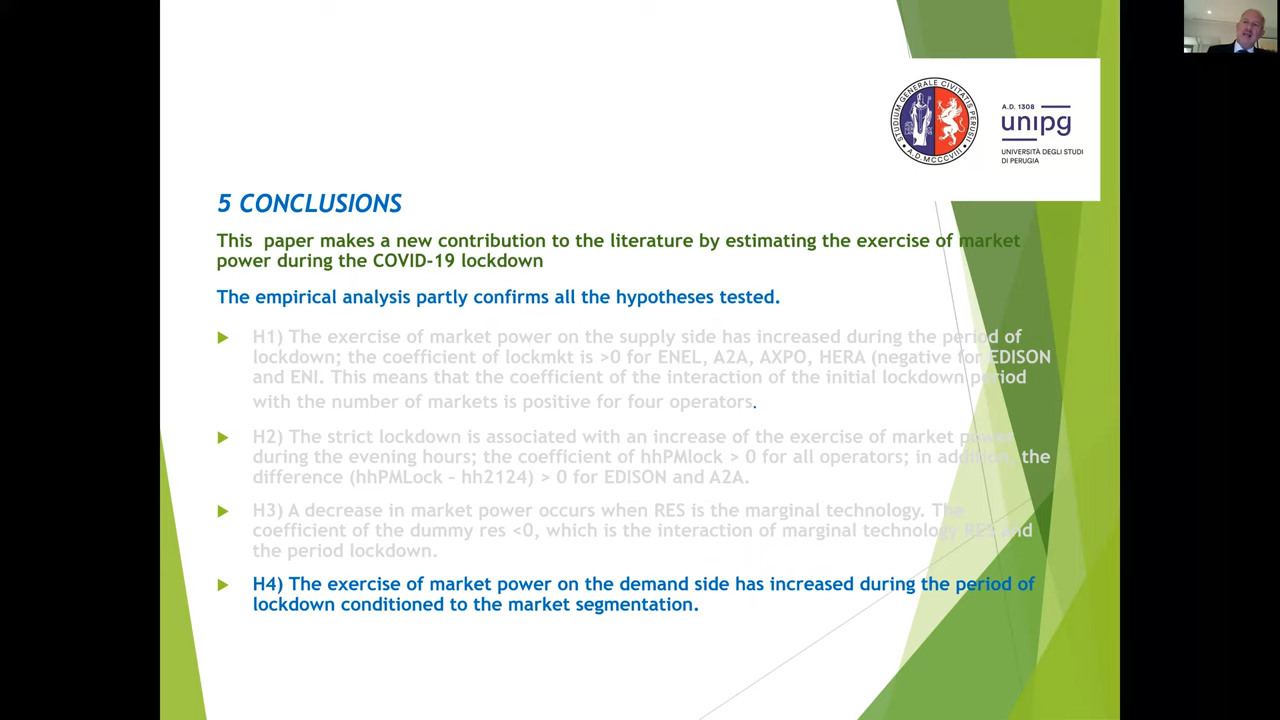 STUDIUM GENERALE CIVITATIS PERUSII
A.D. MCCCVIII
A.D. 1308
unipg
UNIVERSITÀ DEGLI STUDI
DI PERUGIA
5 CONCLUSIONS
This paper makes a new contribution to the literature by estimating the exercise of market
power during the COVID-19 lockdown
The empirical analysis partly confirms all the hypotheses tested.
H1) The exercise of market power on the supply side has increased during the period of
lockdown; the coefficient of lockmkt is >0 for ENEL, A2A, AXPO, HERA (negative for EDISON
and ENI. This means that the coefficient of the interaction of the initial lockdown period
with the number of markets is positive for four operators.
H2) The strict lockdown is associated with an increase of the exercise of market power
during the evening hours; the coefficient of hhPMlock > 0 for all operators; in addition, the
difference (hhPMLock – hh2124) > 0 for EDISON and A2A.
H3) A decrease in market power occurs when RES is the marginal technology. The
coefficient of the dummy res <0, which is the interaction of marginal technology RES and
the period lockdown.
H4) The exercise of market power on the demand side has increased during the period of
lockdown conditioned to the market segmentation.